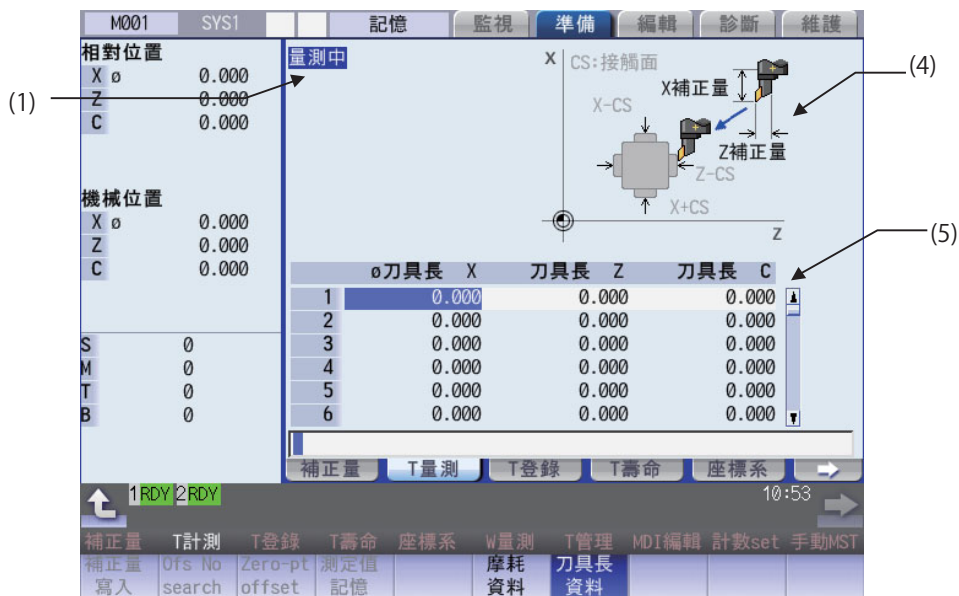 M001 SYS1 記憶 監視 準備 編輯 診斷 維護
相對位置
X ø 0.000
Z 0.000
C 0.000
機械位置
X ø 0.000
Z 0.000
C 0.000
S 0
M 0
T 0
B 0
(1)
量測中
X CS:接觸面
X補正量
(4)
X-CS
Z補正量
Z-CS
X+CS
Z
(5)
ø刀具長 X 刀具長 Z 刀具長 C
1 0.000 0.000 0.000
2 0.000 0.000 0.000
3 0.000 0.000 0.000
4 0.000 0.000 0.000
5 0.000 0.000 0.000
6 0.000 0.000 0.000
補正量 T量測 T登錄 T壽命 座標系
1 RDY 2 RDY 10:53
補正量 T計測 T登錄 T壽命 座標系 W量測 T管理 MDI編輯 計數set 手動MST
補正量 Ofs No Zero-pt 測定值 摩耗 刀具長
寫入 search offset 記憶 資料 資料